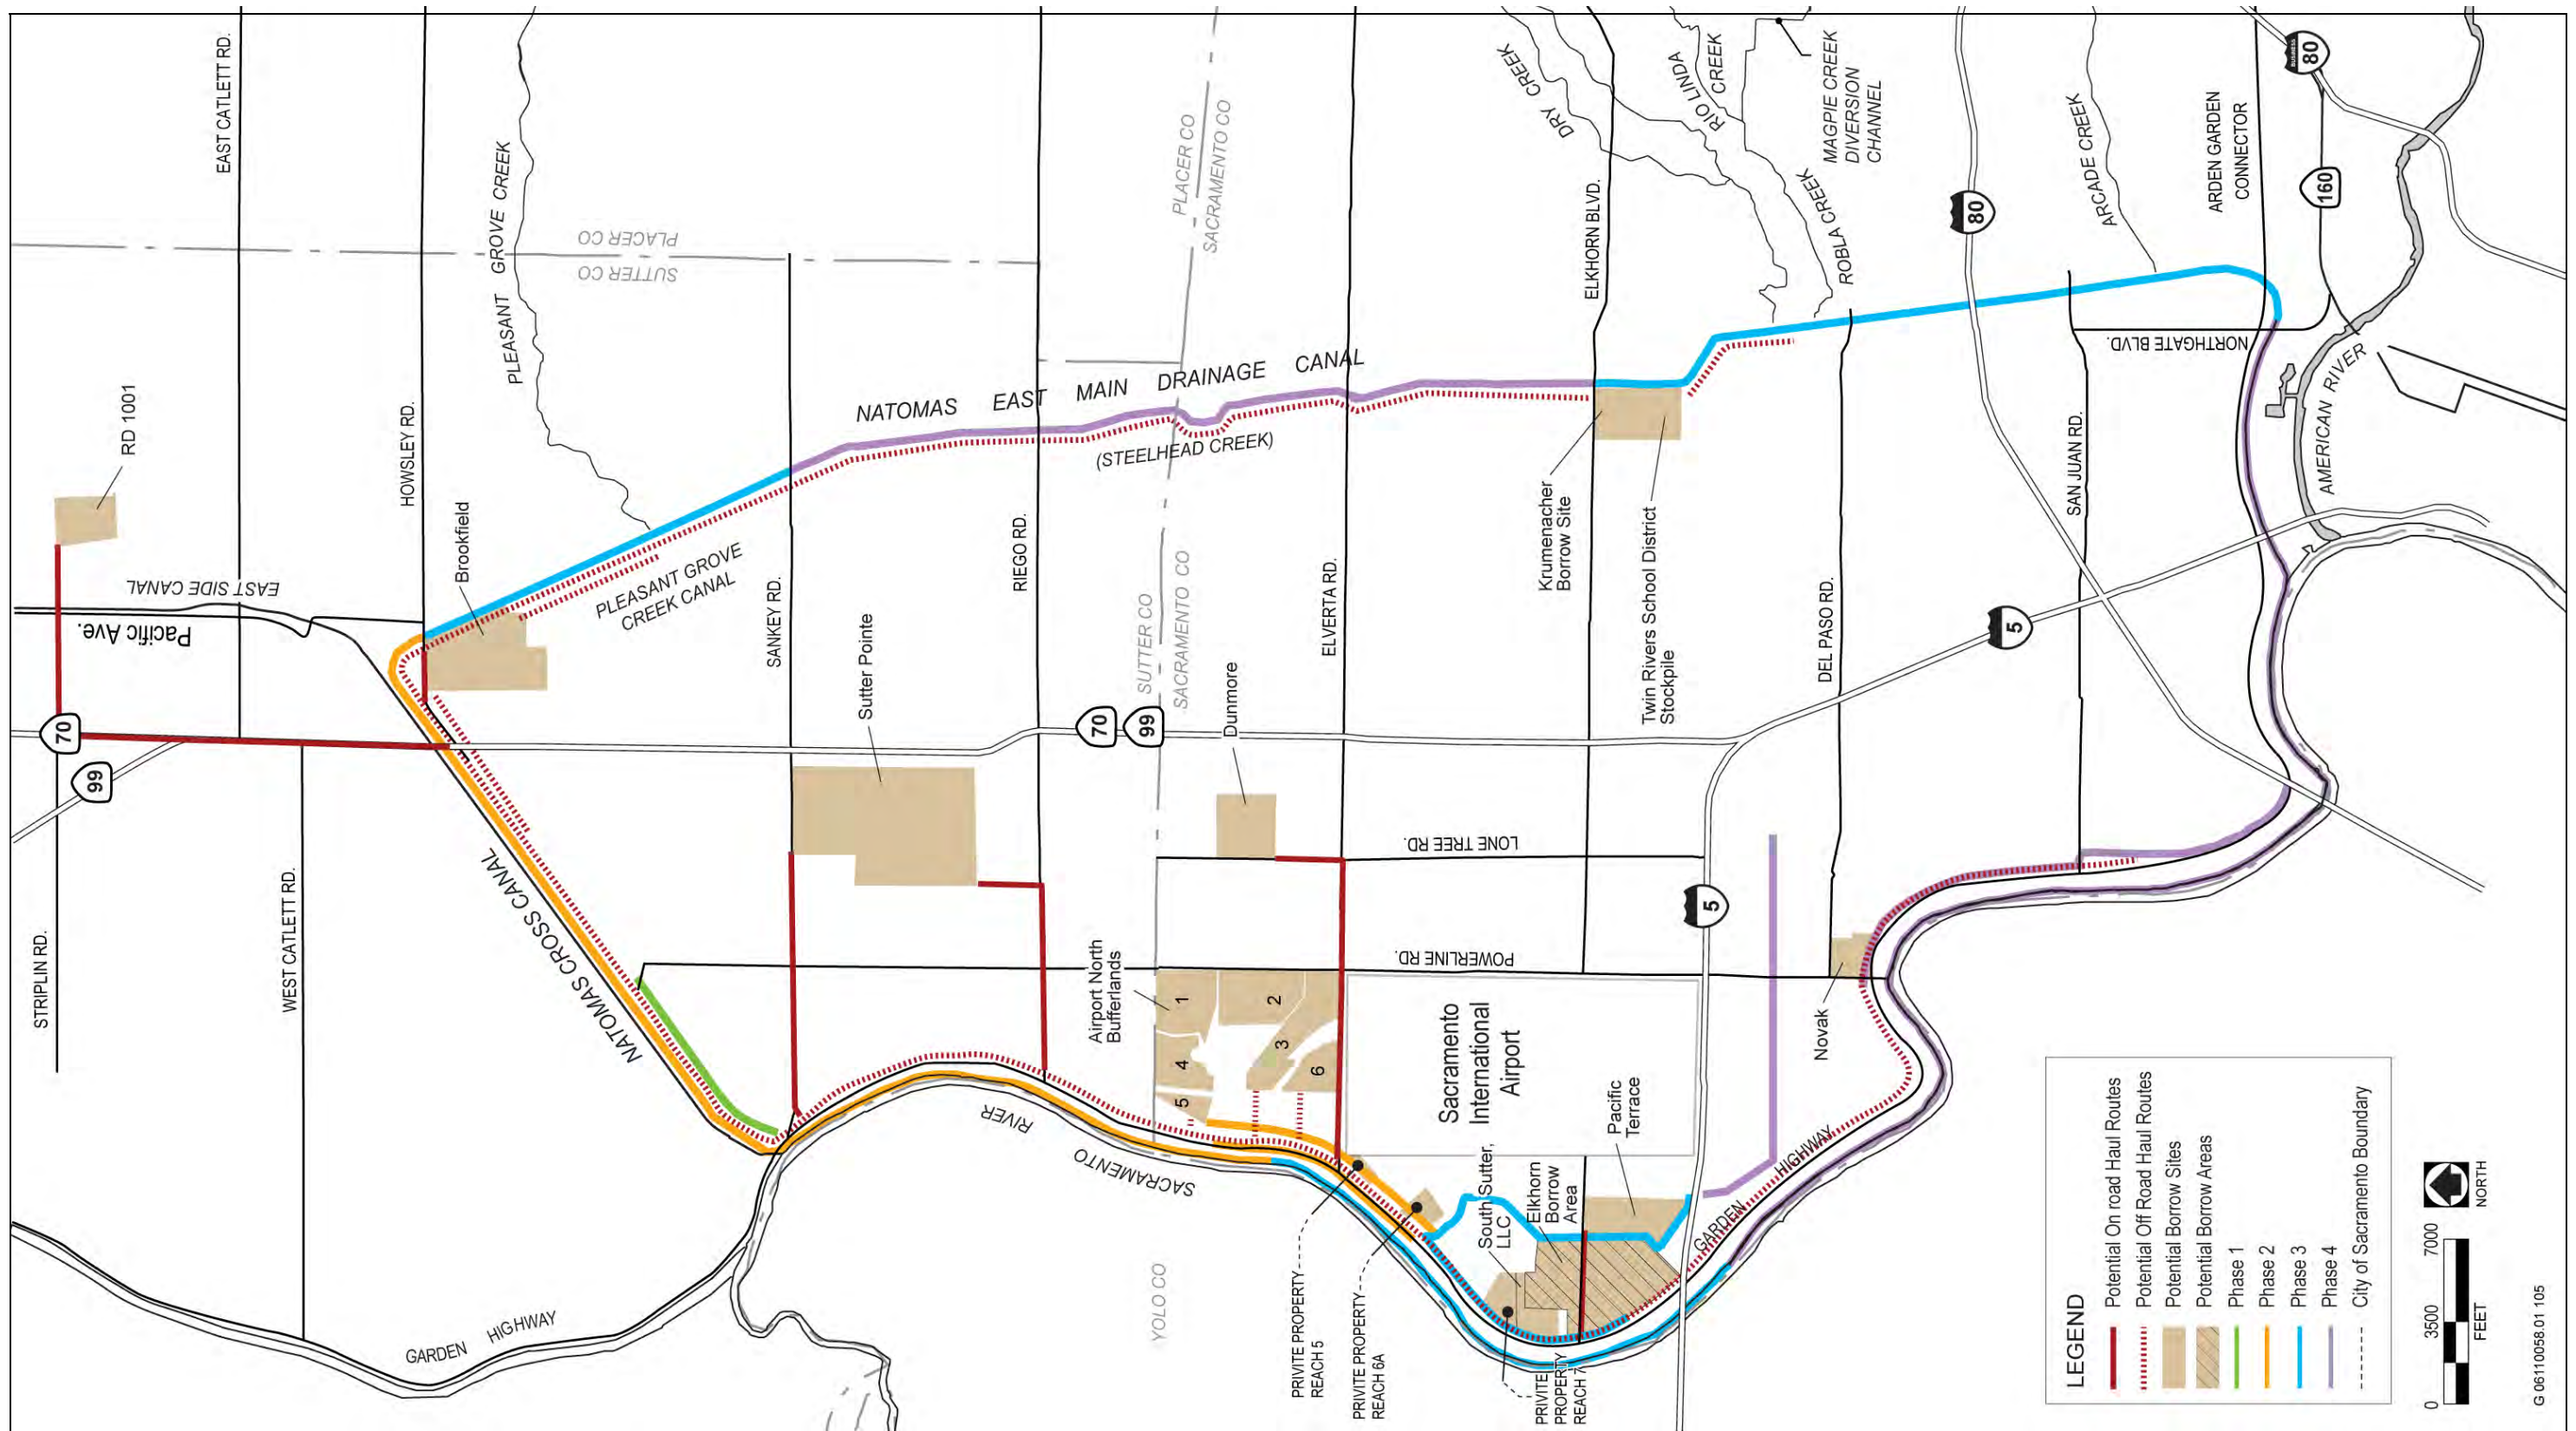 EAST CATLETT RD.
HOWSLEY RD.
PLEASANT GROVE CREEK
PLACER CO
SUTTER CO
PLACER CO
SACRAMENTO CO
DRY CREEK
ELKHORN BLVD.
RIO LINDA
CREEK
MAGPIE CREEK
DIVERSION
CHANNEL
ROBLA CREEK
80
ARCADE CREEK
ARDEN GARDEN
CONNECTOR
BUSINESS
80
160
NORTHGATE BLVD.
AMERICAN RIVER
RD 1001
EAST SIDE CANAL
Pacific Ave.
Brookfield
PLEASANT GROVE
CREEK CANAL
NATOMAS EAST MAIN DRAINAGE CANAL
(STEELHEAD CREEK)
SANKEY RD.
RIEGO RD.
SUTTER CO
SACRAMENTO CO
ELVERTA RD.
Krumenacher
Borrow Site
Twin Rivers School District
Stockpile
DEL PASO RD.
SAN JUAN RD.
5
70
99
70
99
Sutter Pointe
Dunmore
STRIPLIN RD.
WEST CATLETT RD.
NATOMAS CROSS CANAL
LONE TREE RD.
POWERLINE RD.
5
Airport North
Bufferlands
1
2
3
4
5
6
Sacramento
International
Airport
Novak
Pacific
Terrace
South Sutter,
LLC
Elkhorn
Borrow
Area
GARDEN HIGHWAY
SACRAMENTO RIVER
YOLO CO
GARDEN HIGHWAY
PRIVITE PROPERTY
REACH 5
PRIVITE PROPERTY
REACH 6A
PRIVITE
PROPERTY
REACH 7
LEGEND
Potential On road Haul Routes
Potential Off Road Haul Routes
Potential Borrow Sites
Potential Borrow Areas
Phase 1
Phase 2
Phase 3
Phase 4
City of Sacramento Boundary
0 3500 7000
FEET
NORTH
G 06110058.01 105